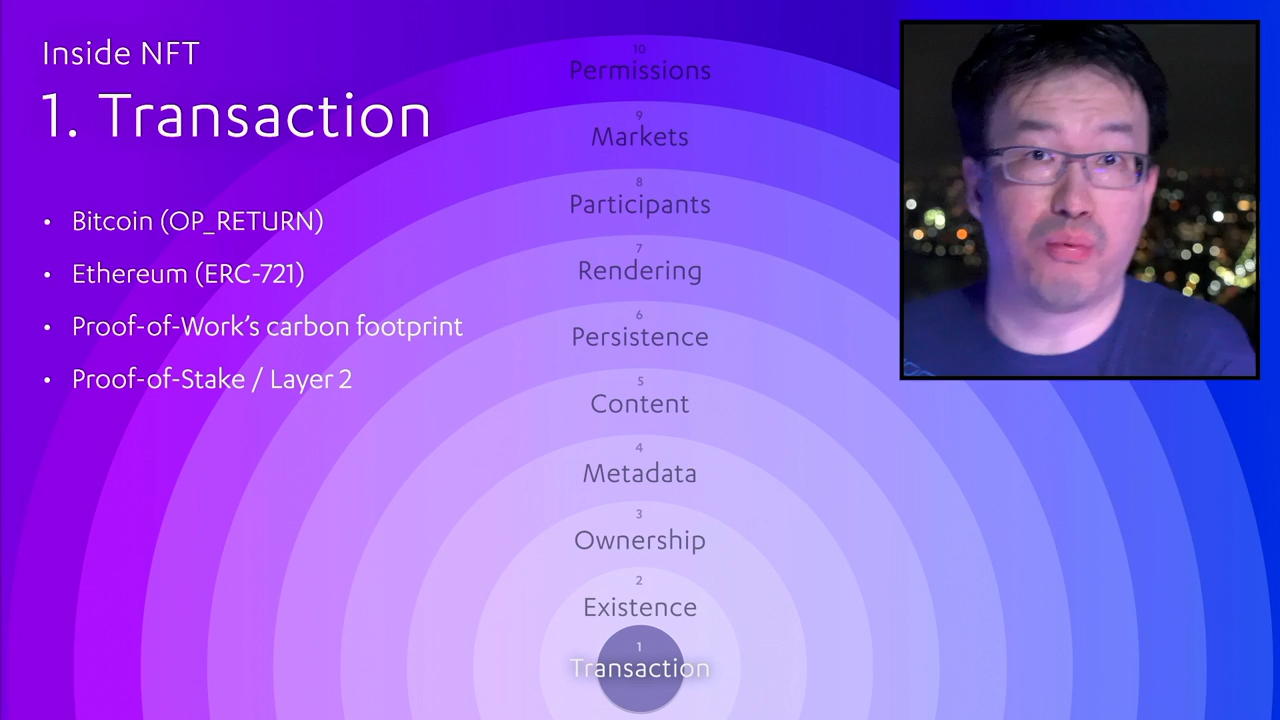 Inside NFT
1. Transaction
• Bitcoin (OP_RETURN)
• Ethereum (ERC-721)
• Proof-of-Work’s carbon footprint
• Proof-of-Stake / Layer 2
10
Permissions
9
Markets
8
Participants
7
Rendering
6
Persistence
5
Content
4
Metadata
3
Ownership
2
Existence
1
Transaction